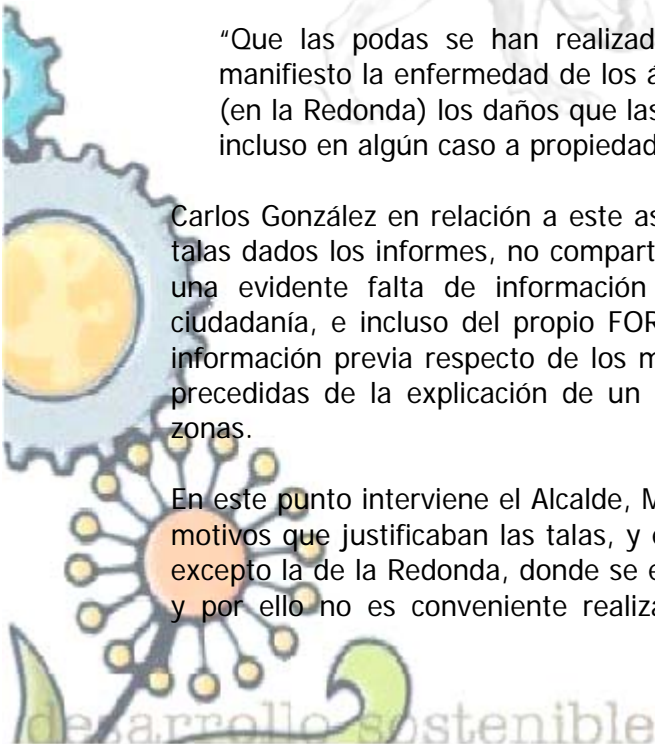 “Que las podas se han realizad
manifiesto la enfermedad de los á
(en la Redonda) los daños que las
incluso en algún caso a propiedad
Carlos González en relación a este as
talas dados los informes, no compart
una evidente falta de información
ciudadanía, e incluso del propio FOR
información previa respecto de los m
precedidas de la explicación de un
zonas.
En este punto interviene el Alcalde, M
motivos que justificaban las talas, y
excepto la de la Redonda, donde se e
y por ello no es conveniente realiza
desarrollo sostenible